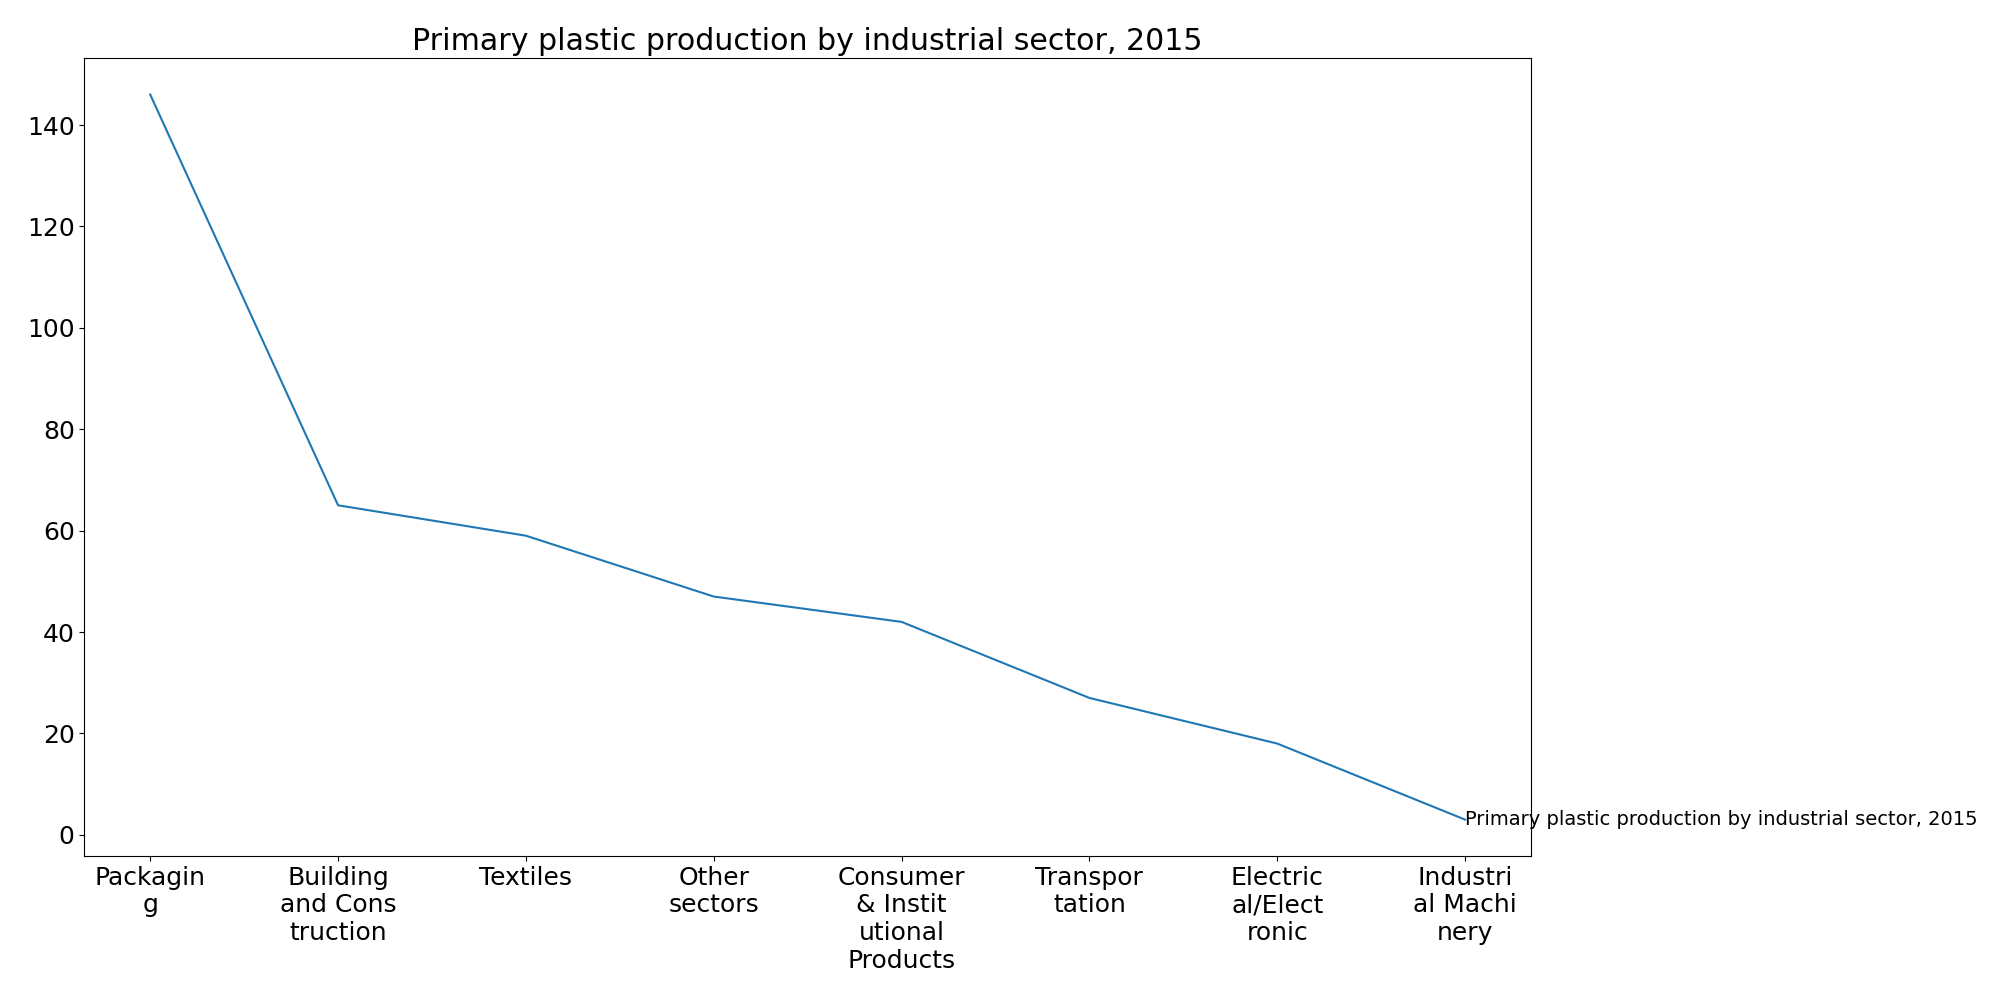 Primary plastic production by industrial sector, 2015
140
120
100
80
60
40
20
0
Primary plastic production by industrial sector, 2015
Packagin
g
Building
and Cons
truction
Textiles
Other
sectors
Consumer
& Instit
utional
Products
Transpor
tation
Electric
al/Elect
ronic
Industri
al Machi
nery